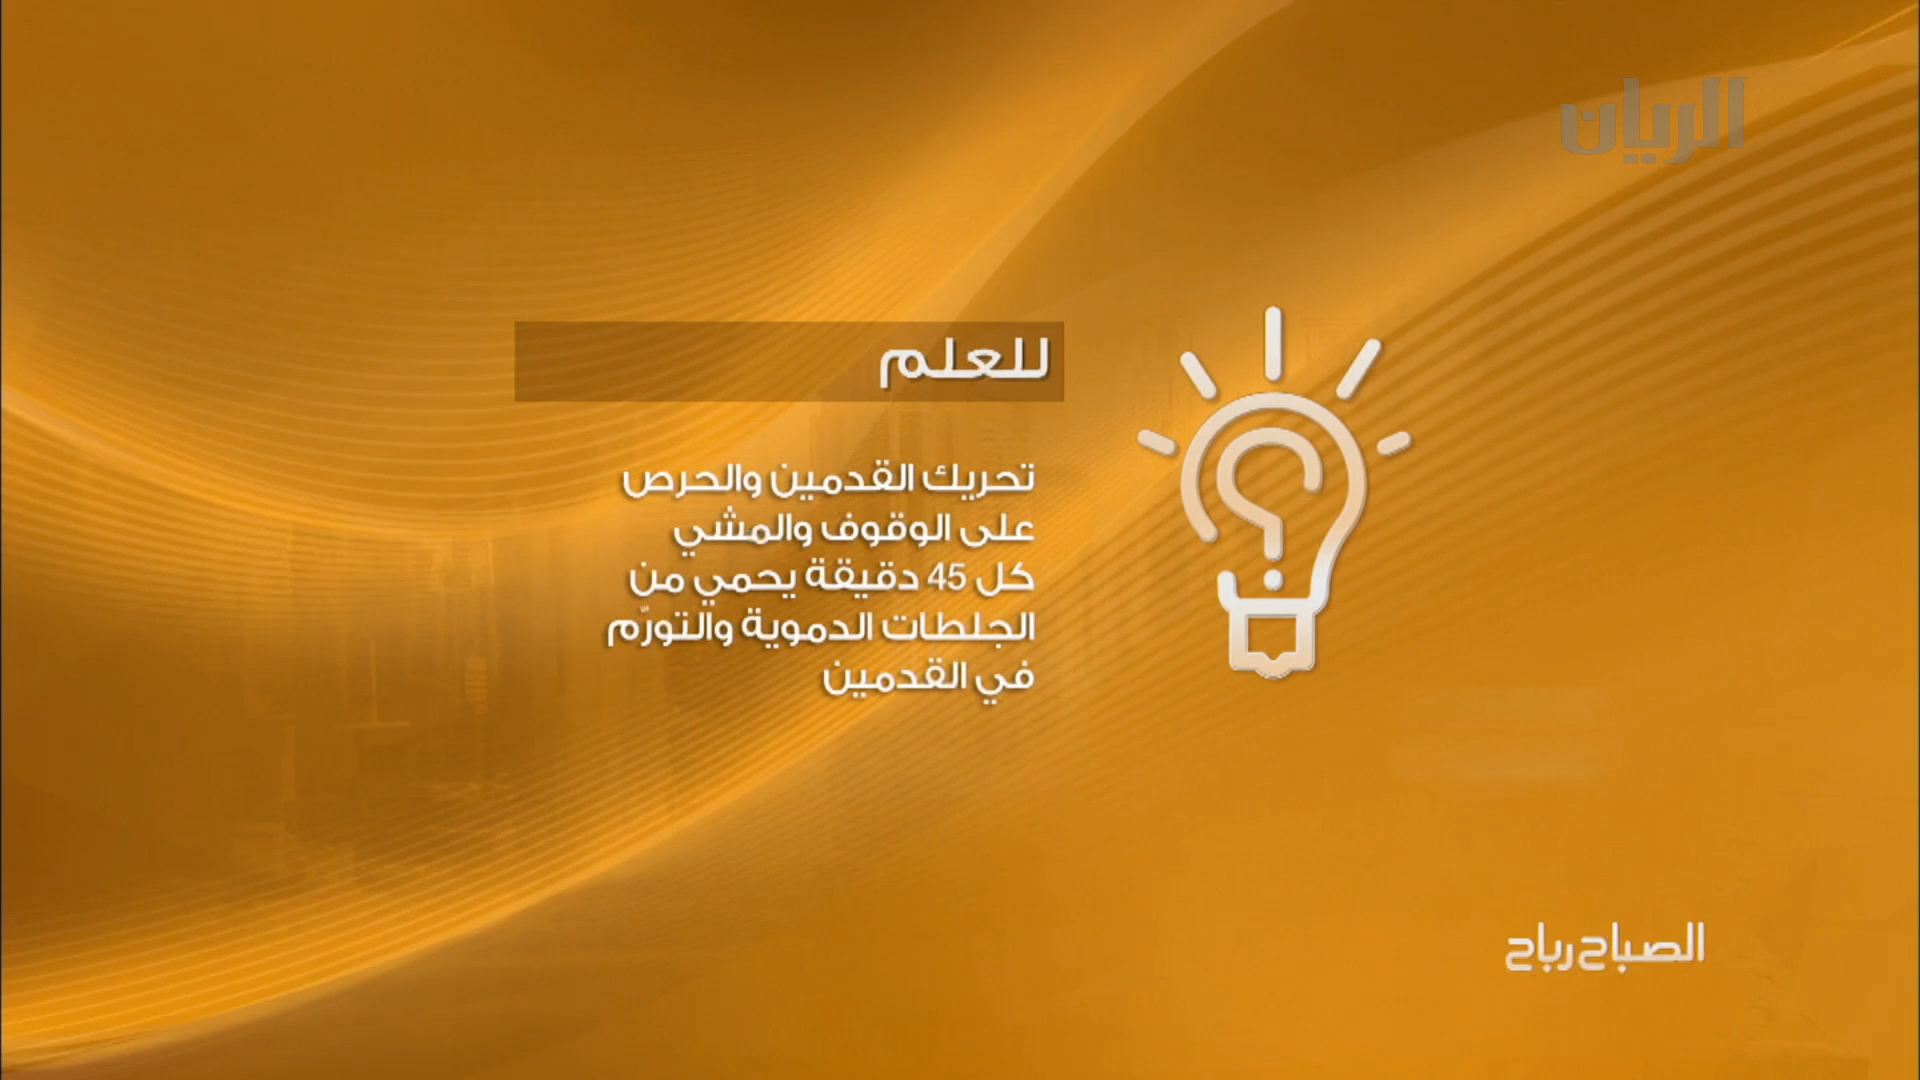 الريان
للعلم
تحريك القدمين والحرص
على الوقوف والمشي
كل 45 دقيقة يحمي من
الجلطات الدموية والتورّم
في القدمين
الصباح رباح